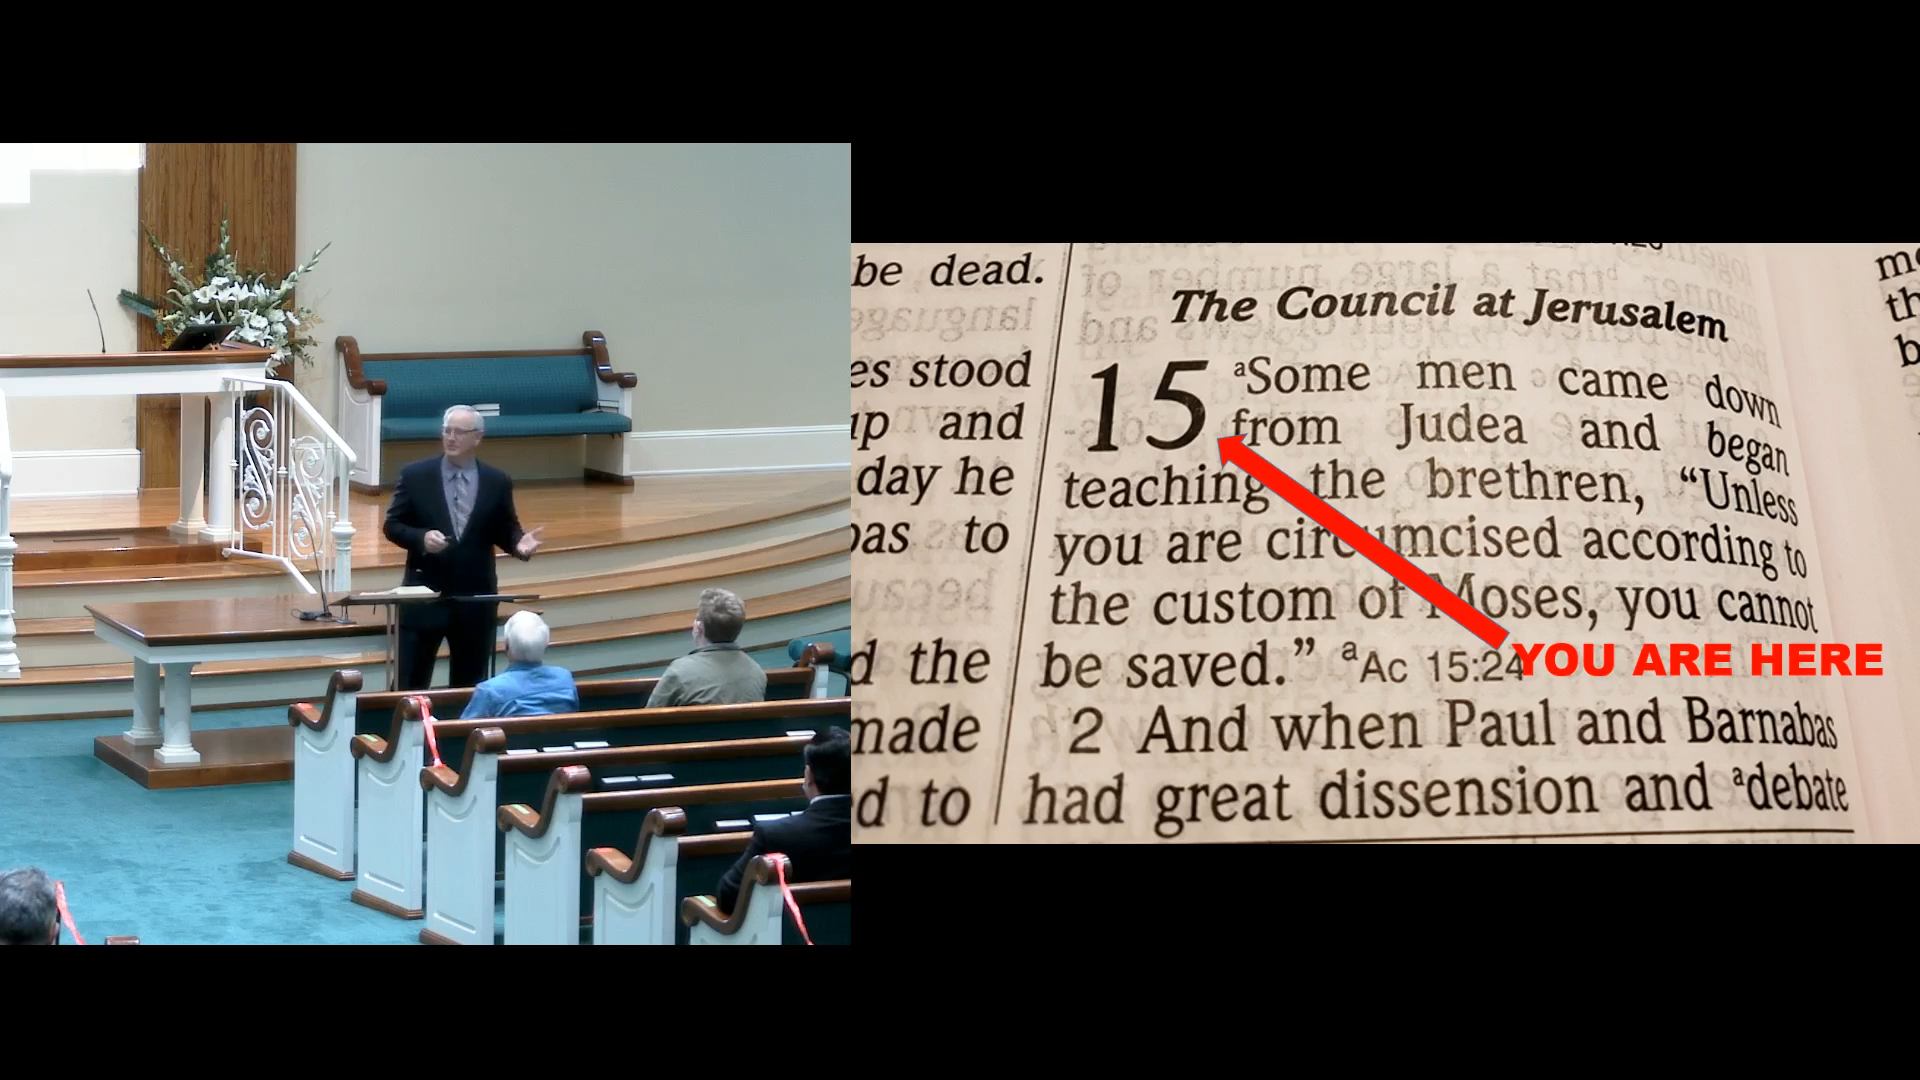 be dead.
es stood
up and
day he
bas to
d the
made
d to
The Council at Jerusalem
15 aSome men came down
from Judea and began
teaching the brethren, “Unless
you are circumcised according to
the custom of Moses, you cannot
be saved.” aAc 15:24
YOU ARE HERE
2 And when Paul and Barnabas
had great dissension and adebate
th
b